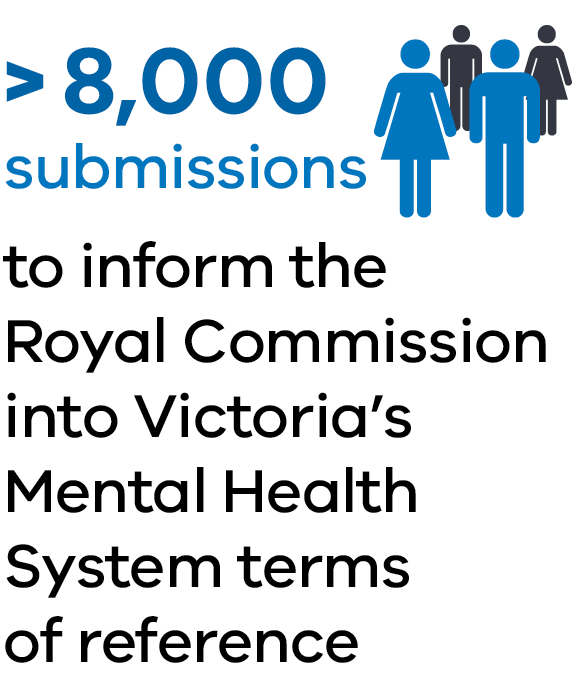 > 8,000
submissions
to inform the
Royal Commission
into Victoria’s
Mental Health
System terms
of reference